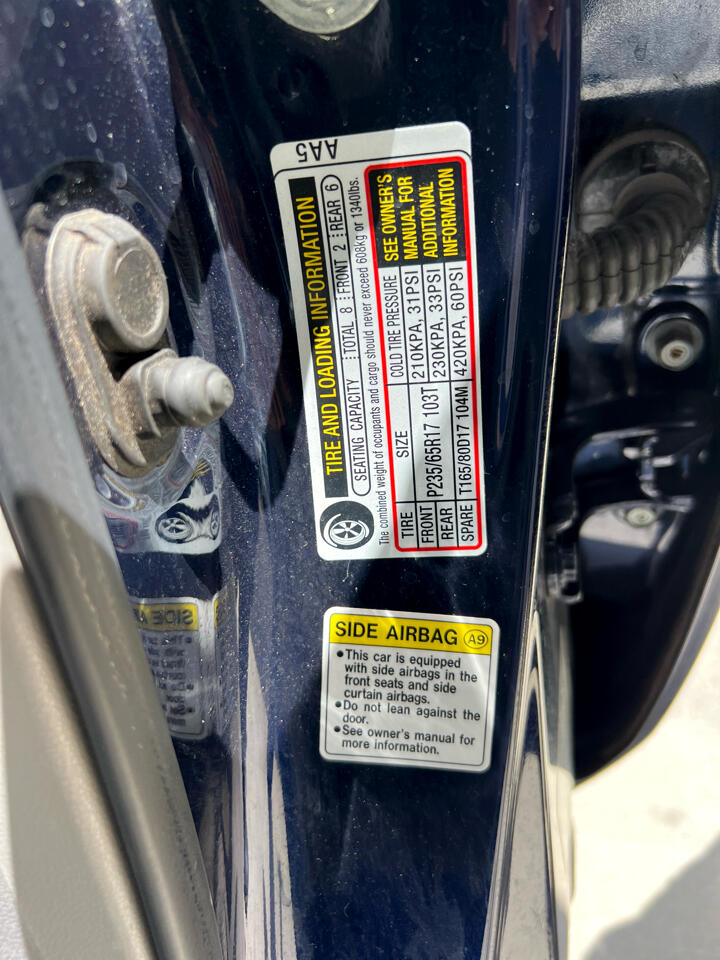 AA5
TIRE AND LOADING INFORMATION
SEATING CAPACITY TOTAL 8 FRONT 2 REAR 6
The combined weight of occupants and cargo should never exceed 608kg or 1340lbs.
TIRE SIZE COLD TIRE PRESSURE SEE OWNER'S
FRONT P235/65R17 103T 210KPA, 31PSI MANUAL FOR
REAR 230KPA, 33PSI ADDITIONAL
SPARE T165/80D17 104M 420KPA, 60PSI INFORMATION
SIDE AIRBAG A9
•This car is equipped
with side airbags in the
front seats and side
curtain airbags.
•Do not lean against the
door.
•See owner's manual for
more information.